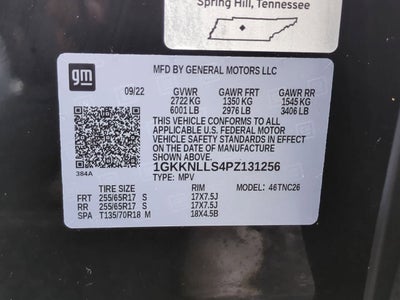 Spring Hill, Tennessee
gm
MFD BY GENERAL MOTORS LLC
09/22 GVWR GAWR FRT GAWR RR
2722 KG 1350 KG 1545 KG
6001 LB 2976 LB 3406 LB
THIS VEHICLE CONFORMS TO ALL
APPLICABLE U.S. FEDERAL MOTOR
VEHICLE SAFETY STANDARDS IN EFFECT
ON THE DATE OF MANUFACTURE
SHOWN ABOVE.
1GKKNLLS4PZ131256
384A TYPE: MPV
TIRE SIZE RIM MODEL: 46TNC26
FRT 255/65R17 S 17X7.5J
RR 255/65R17 S 17X7.5J
SPA T135/70R18 M 18X4.5B